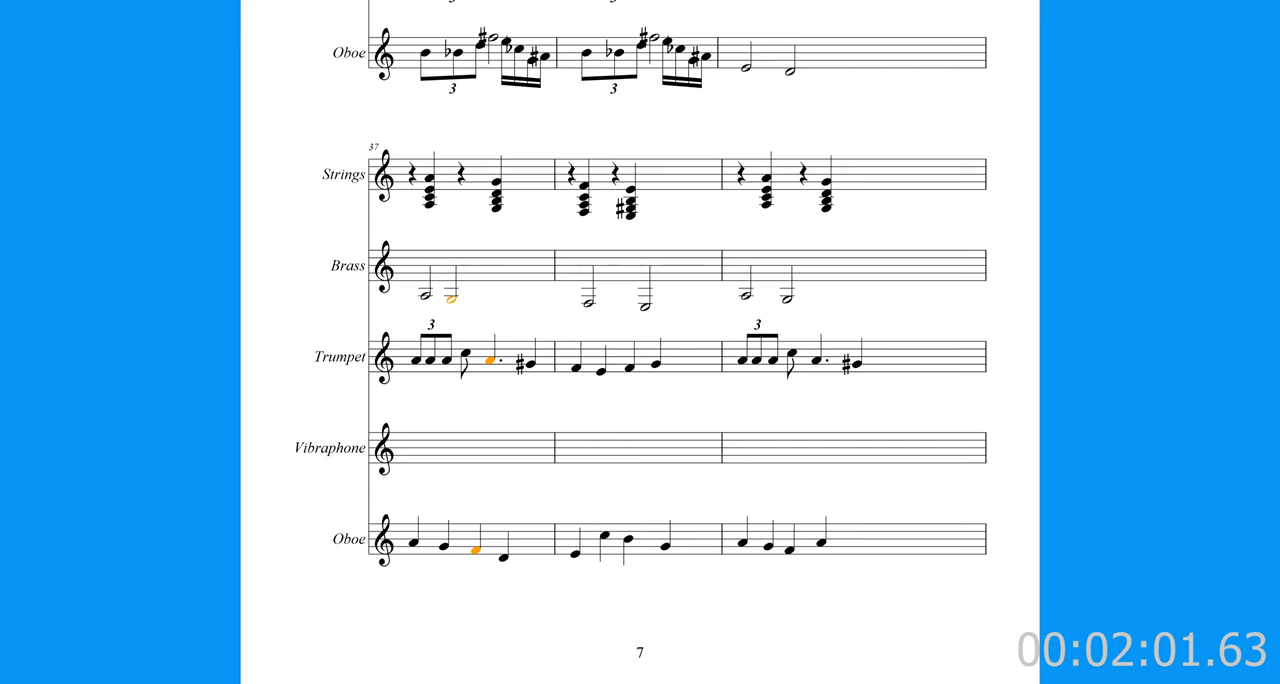 Oboe
3
3
37
Strings
Brass
3
3
Trumpet
Vibraphone
Oboe
7
00:02:01.63